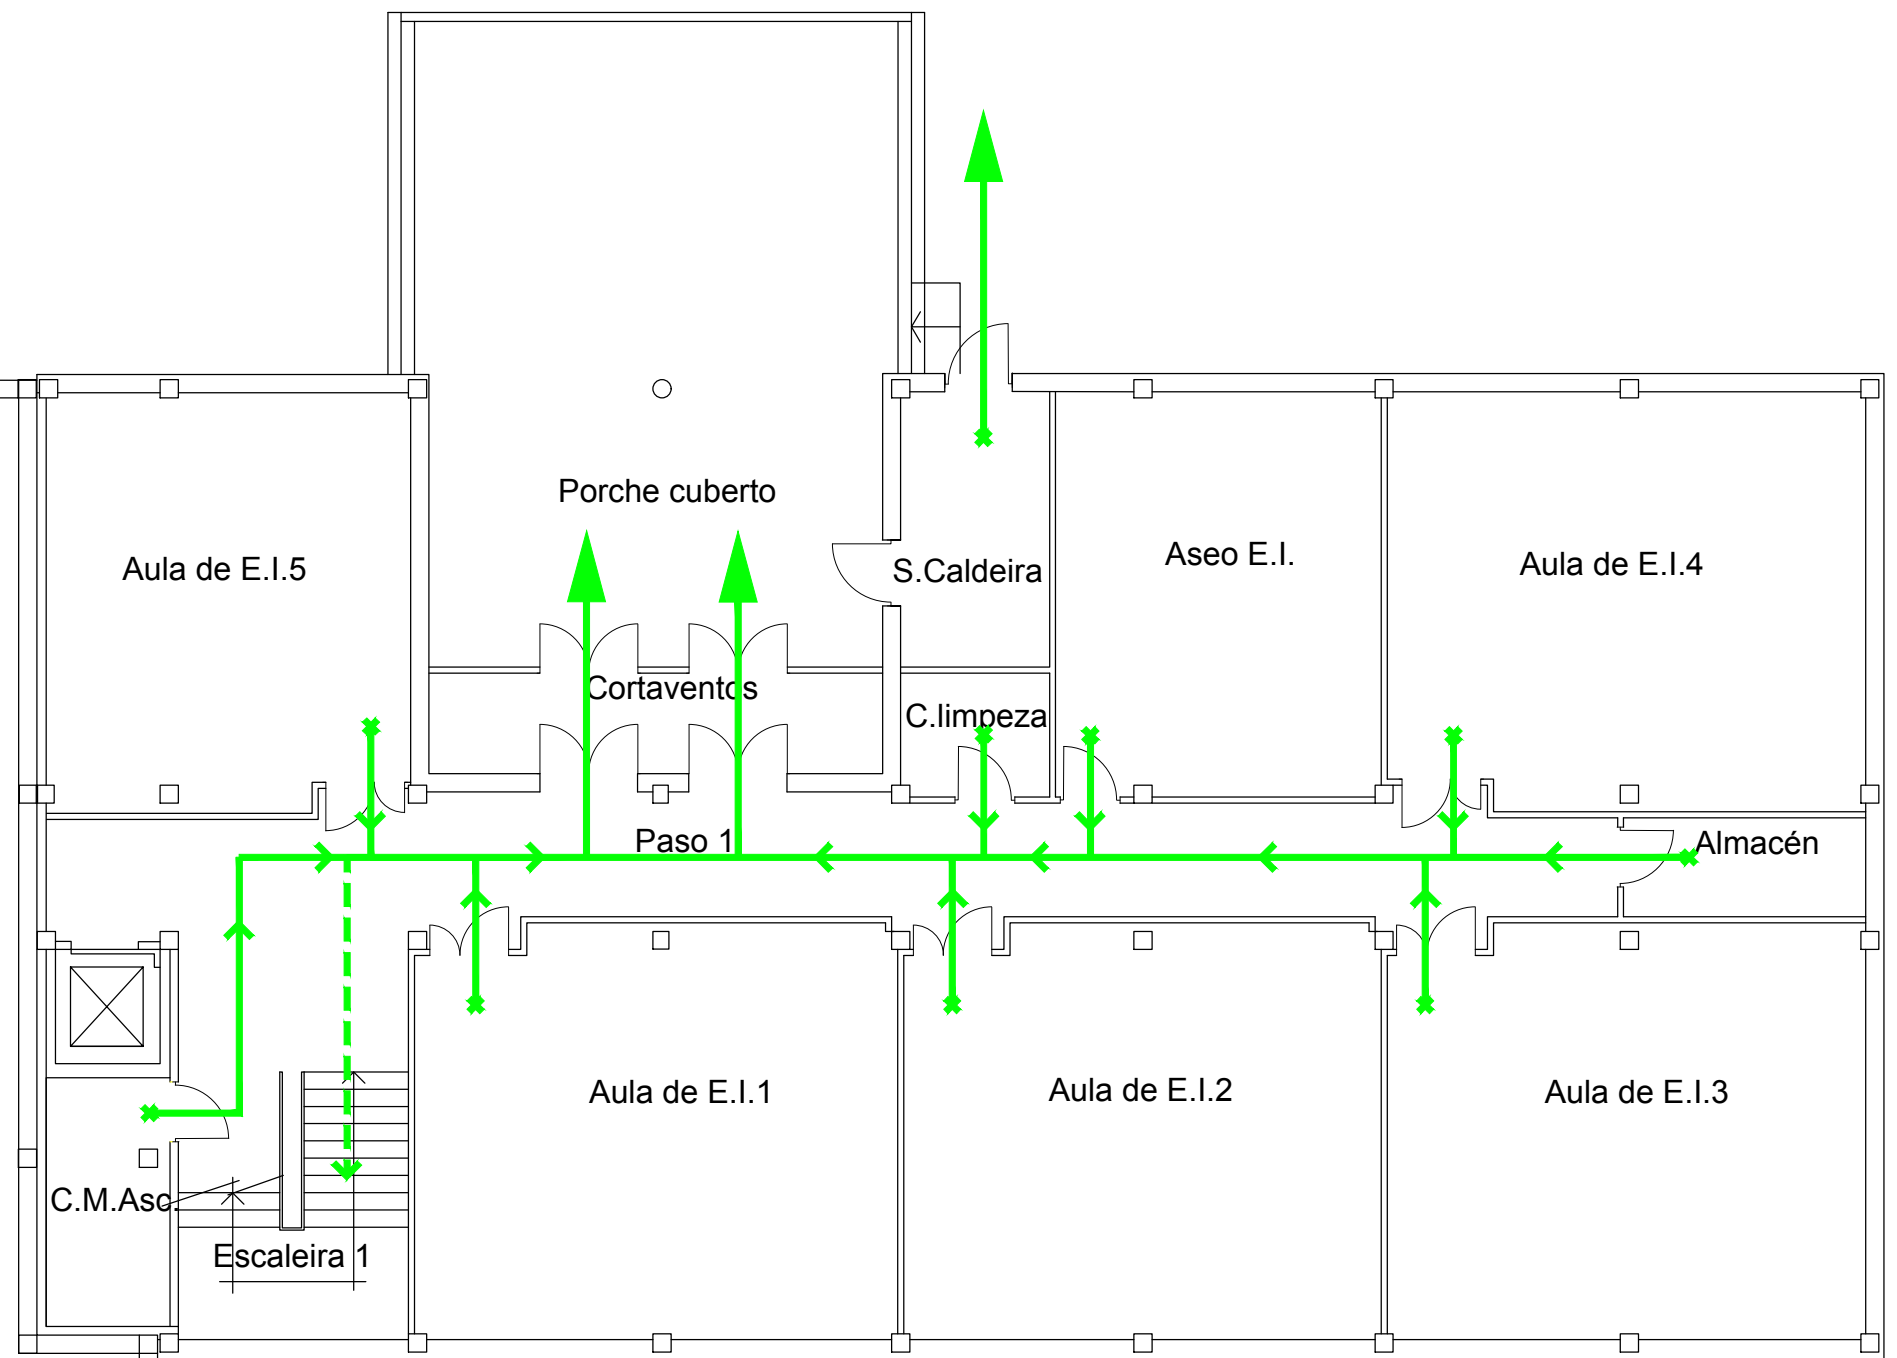 Porche cuberto
Aula de E.I.5
S.Caldeira
Aseo E.I.
Aula de E.I.4
Cortaventos
C.limpeza
Paso 1
Almacén
Aula de E.I.1
Aula de E.I.2
Aula de E.I.3
C.M.Asc.
Escaleira 1